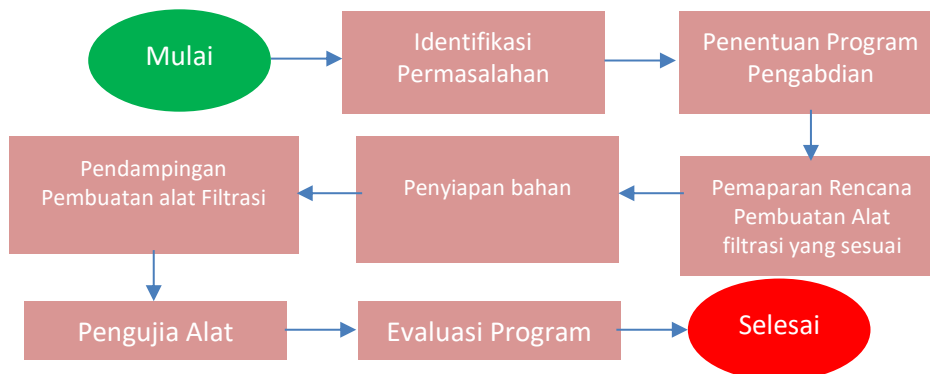 Mulai
Identifikasi
Permasalahan
Penentuan Program
Pengabdian
Pemaparan Rencana
Pembuatan Alat
filtrasi yang sesuai
Penyiapan bahan
Pendampingan
Pembuatan alat Filtrasi
Pengujia Alat
Evaluasi Program
Selesai